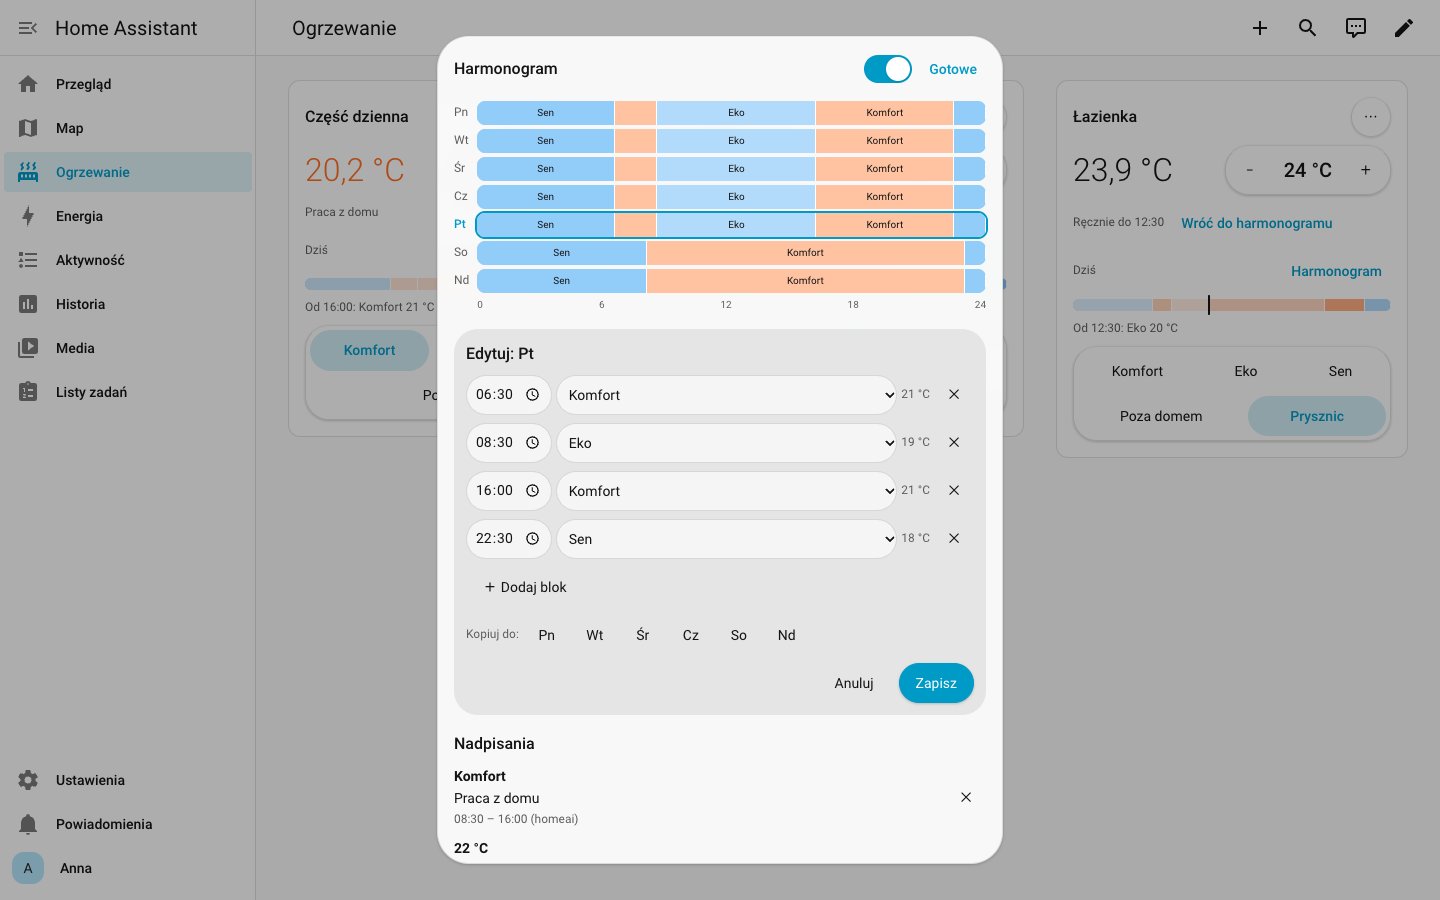 Home Assistant
Ogrzewanie
Przegląd
Map
Ogrzewanie
Energia
Aktywność
Historia
Media
Listy zadań
Ustawienia
Powiadomienia
A Anna
Część dzienna
20,2 °C
Praca z domu
Dziś
Od 16:00: Komfort 21 °C
Komfort
Harmonogram
Gotowe
Pn Sen Eko Komfort
Wt Sen Eko Komfort
Śr Sen Eko Komfort
Cz Sen Eko Komfort
Pt Sen Eko Komfort
So Sen Komfort
Nd Sen Komfort
0 6 12 18 24
Edytuj: Pt
06:30 Komfort 21 °C
08:30 Eko 19 °C
16:00 Komfort 21 °C
22:30 Sen 18 °C
+ Dodaj blok
Kopiuj do: Pn Wt Śr Cz So Nd
Anuluj Zapisz
Nadpisania
Komfort
Praca z domu
08:30 – 16:00 (homeai)
22 °C
Łazienka
23,9 °C - 24 °C +
Ręcznie do 12:30 Wróć do harmonogramu
Dziś Harmonogram
Od 12:30: Eko 20 °C
Komfort Eko Sen
Poza domem Prysznic